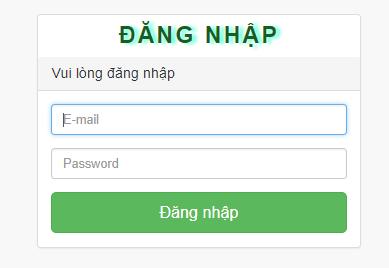 ĐĂNG NHẬP
Vui lòng đăng nhập
E-mail
Password
Đăng nhập